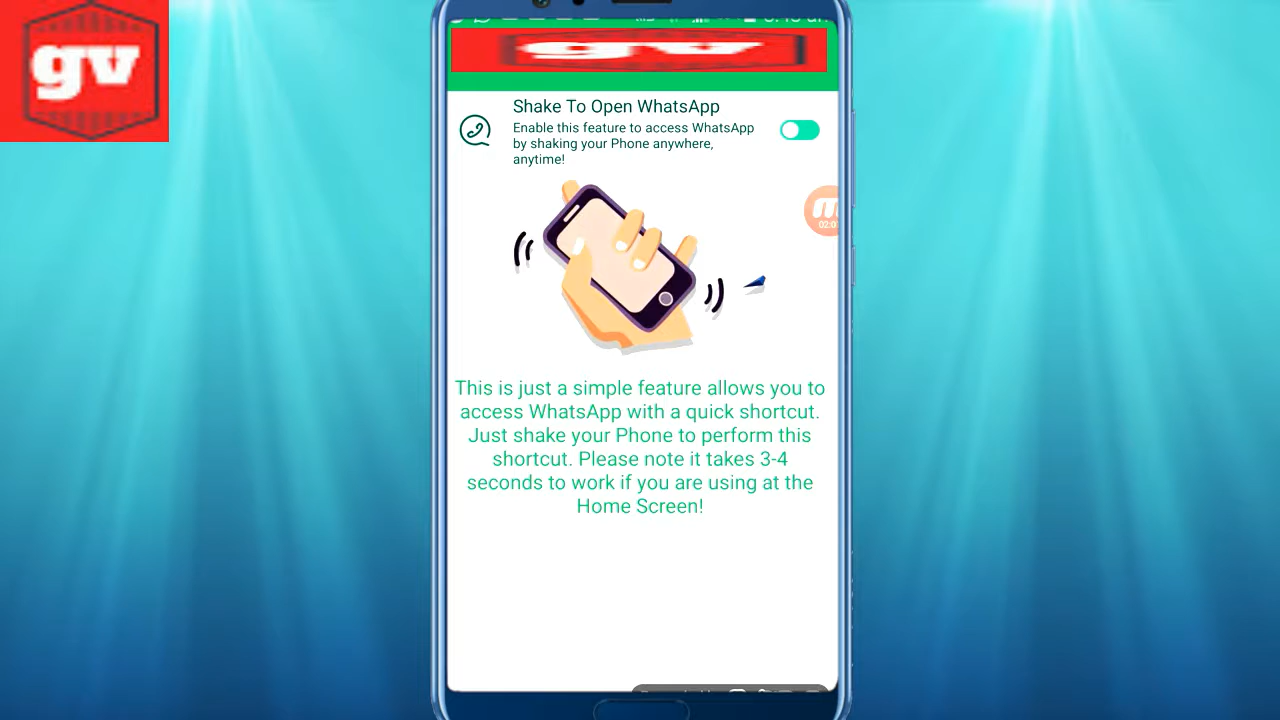 gv
gv
Shake To Open WhatsApp
Enable this feature to access WhatsApp
by shaking your Phone anywhere,
anytime!
This is just a simple feature allows you to
access WhatsApp with a quick shortcut.
Just shake your Phone to perform this
shortcut. Please note it takes 3-4
seconds to work if you are using at the
Home Screen!